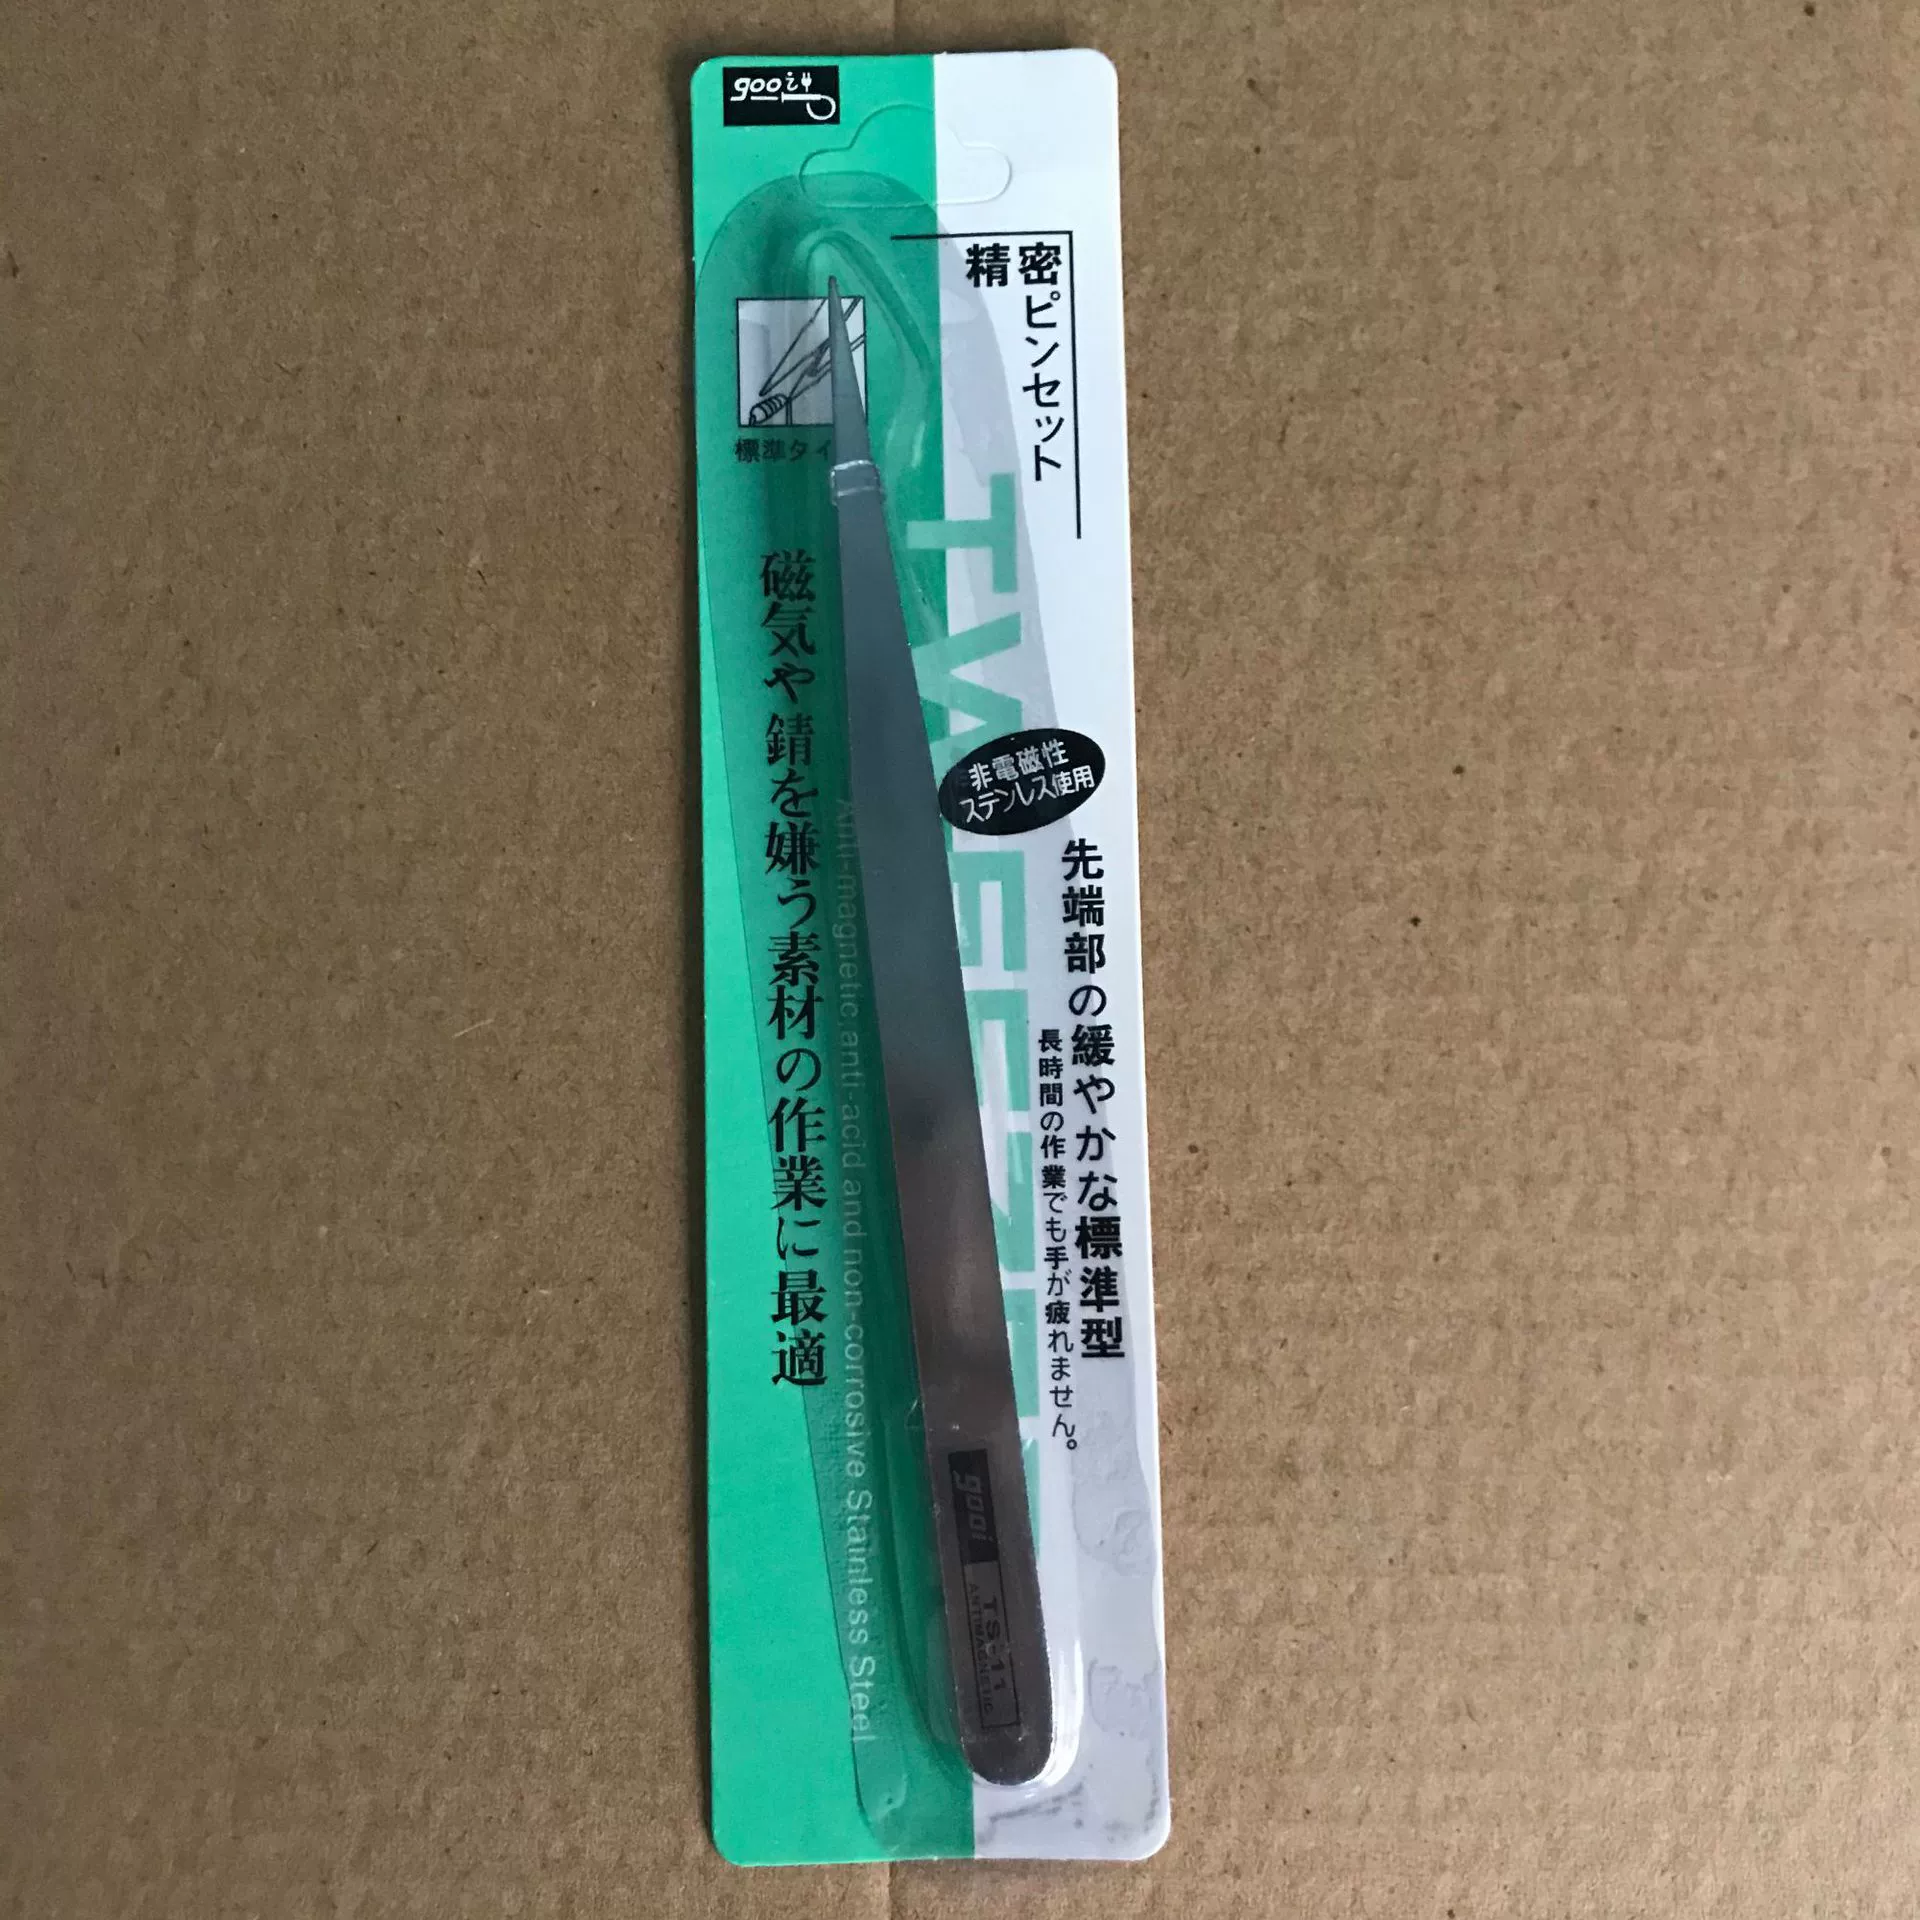 goot
精密ピンセット
標準タイ
TWEEZE
非電磁性
ステンレス使用
先端部の緩やかな標準型
長時間の作業でも手が疲れません。
磁気や錆を嫌う素材の作業に最適
Anti-magnetic,anti-acid and non-corrosive Stainless Steel
gooi
TS-11
ANTIMAGNETIC